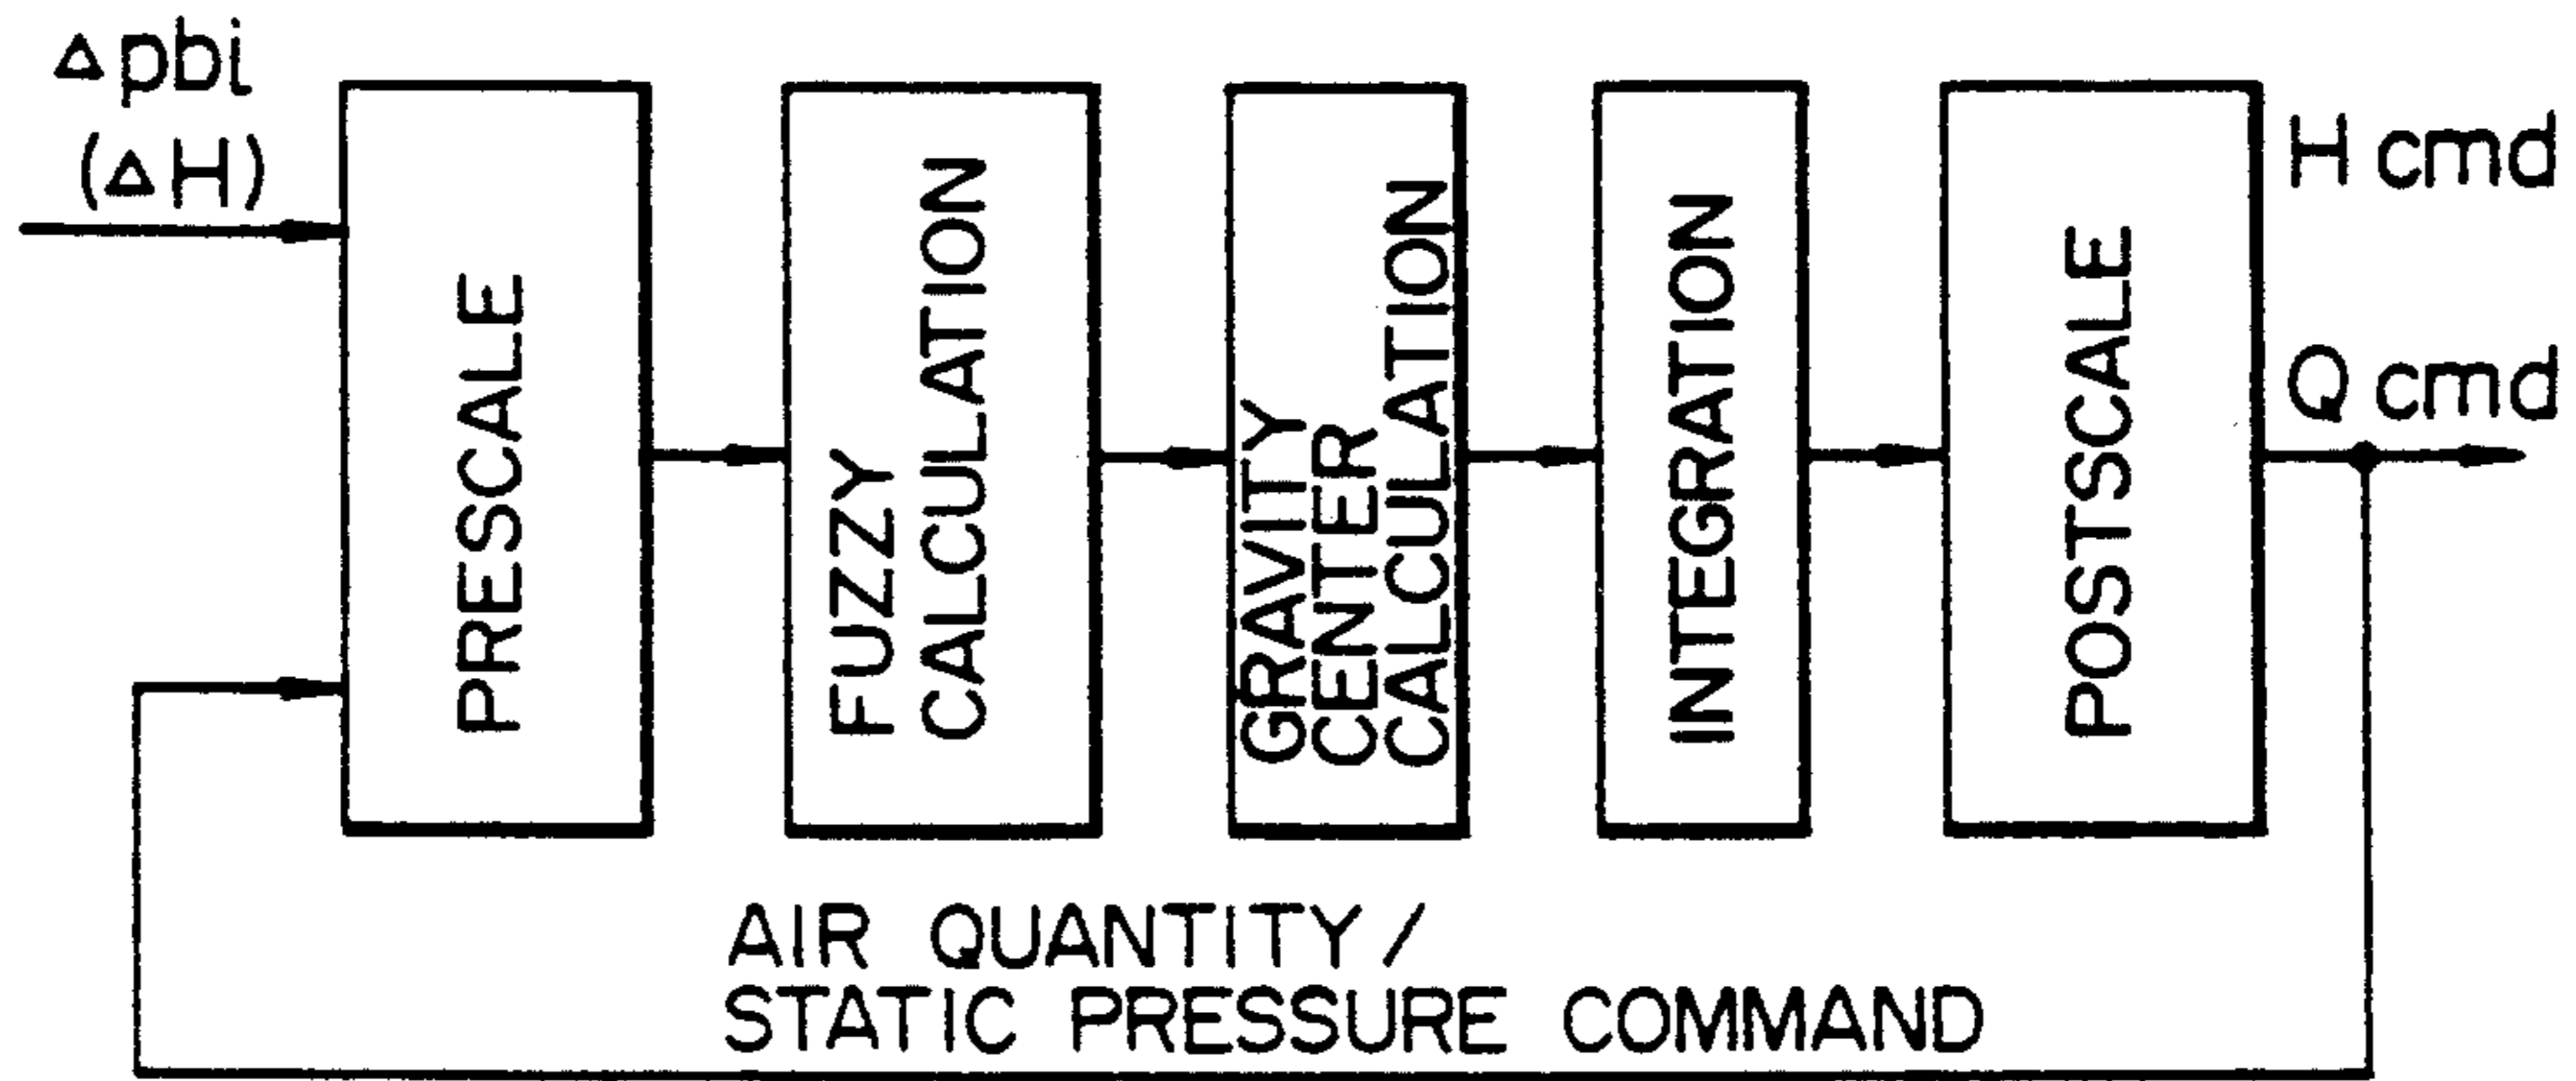 Δpbi
(ΔH)
PRESCALE
FUZZY
CALCULATION
GRAVITY
CENTER
CALCULATION
INTEGRATION
POSTSCALE
H cmd
Q cmd
AIR QUANTITY/
STATIC PRESSURE COMMAND